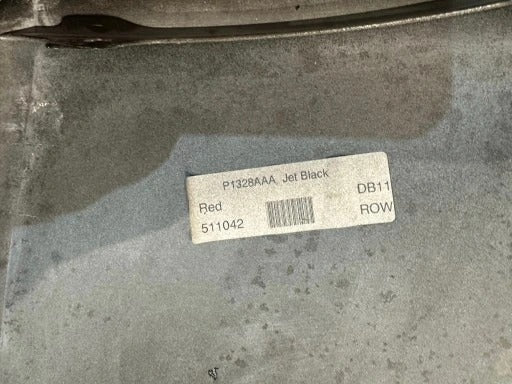 P1328AAA, Jet Black
Red DB11
511042 ROW